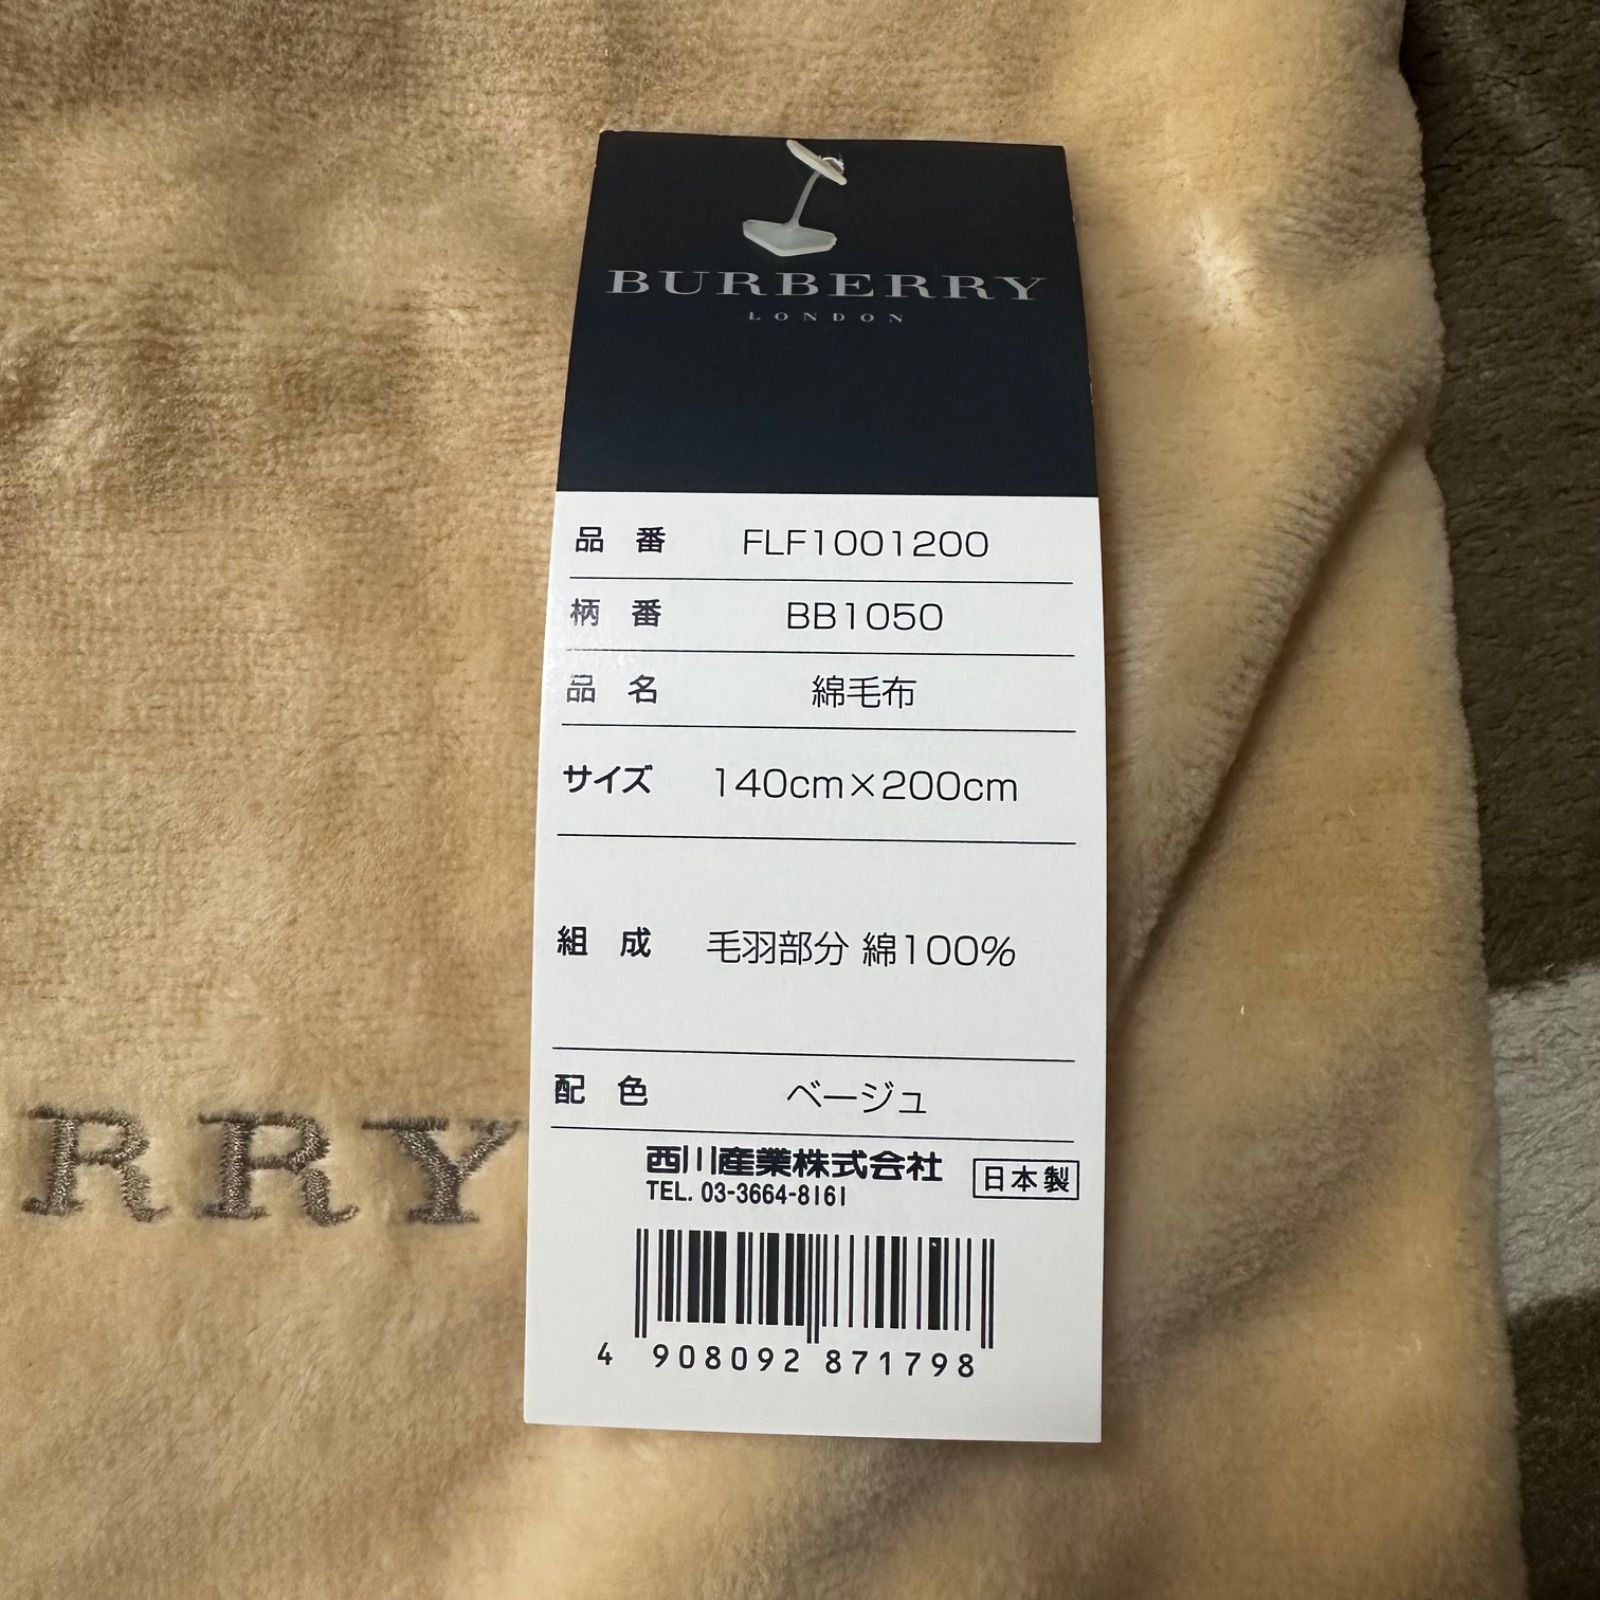 BURBERRY
LONDON
品番 FLF1001200
柄番 BB1050
品名 綿毛布
サイズ 140cm×200cm
組成 毛羽部分 綿100%
配色 ベージュ
西川産業株式会社 日本製
TEL. 03-3664-8161
4 908092 871798
RRY